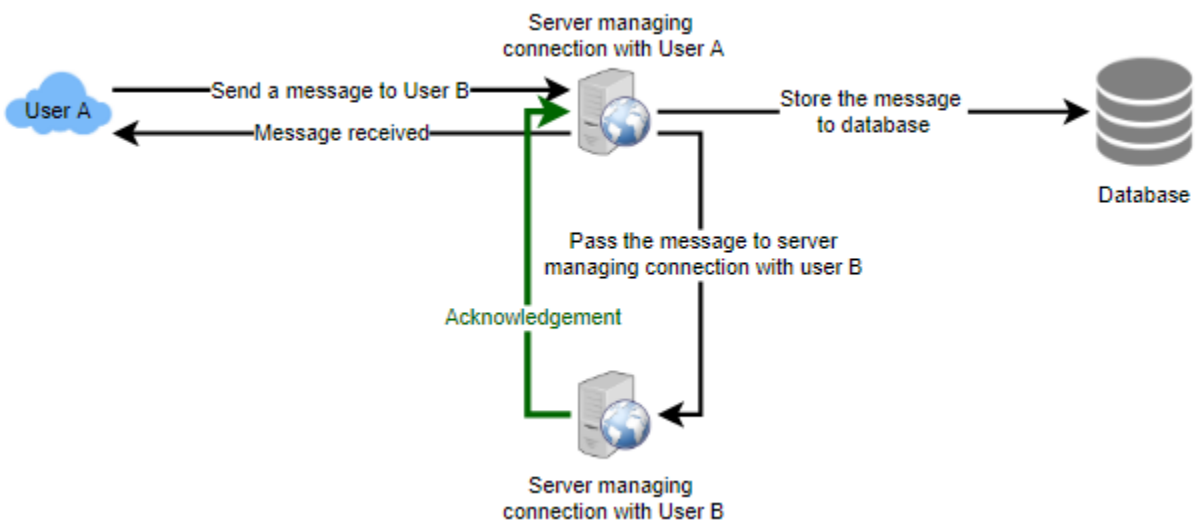 Server managing
connection with User A
User A
Send a message to User B
Message received
Store the message
to database
Database
Pass the message to server
managing connection with user B
Acknowledgement
Server managing
connection with User B